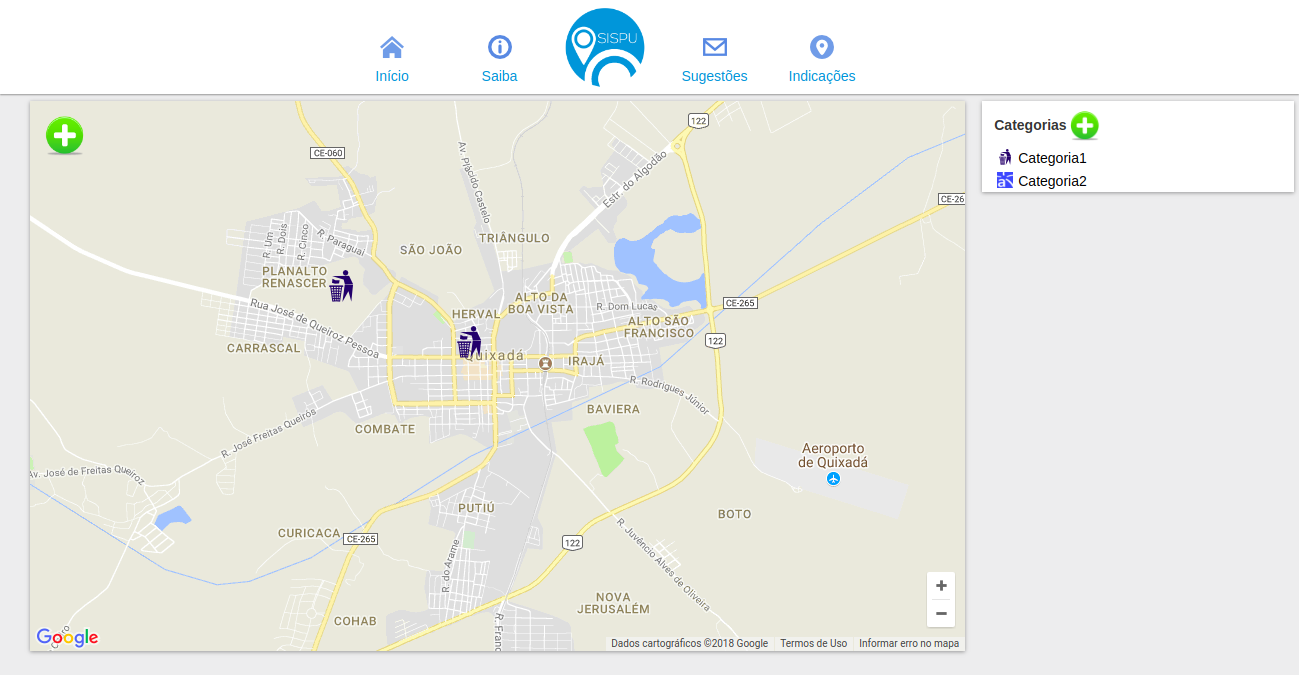 SISPU
Início
Saiba
Sugestões
Indicações
Categorias
Categoria1
a
Categoria2
122
CE-060
Av. Plácido Castelo
Estr. do Algodão
CE-26
R. Um
R. Dois
R. Cinco
R. Paraguai
SÃO JOÃO
TRIÂNGULO
PLANALTO
RENASCER
ALTO DA
BOA VISTA
R. Dom Lucas
CE-265
Rua José de Queiroz Pessoa
HERVAL
ALTO SÃO
FRANCISCO
122
CARRASCAL
Quixadá
IRAJÁ
R. Rodrigues Júnior
BAVIERA
R. José Freitas Queirós
COMBATE
Aeroporto
de Quixadá
Av. José de Freitas Queiroz
PUTIÚ
BOTO
CURICACA
CE-265
122
R. Juvêncio Alves de Oliveira
R. do Arame
NOVA
JERUSALÉM
COHAB
R. Franc
+
−
Google
Dados cartográficos ©2018 Google
Termos de Uso
Informar erro no mapa